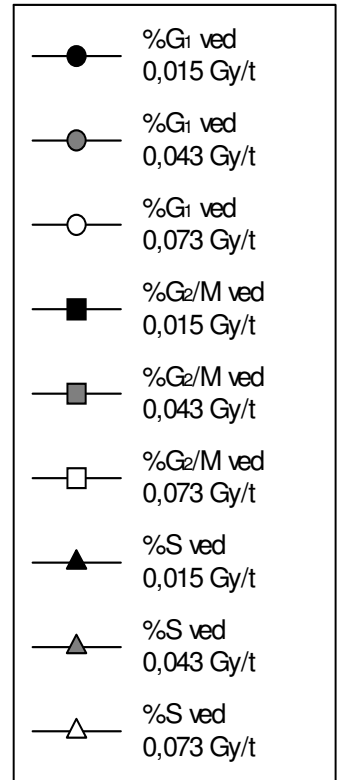 %G₁ ved
0,015 Gy/t
%G₁ ved
0,043 Gy/t
%G₁ ved
0,073 Gy/t
%G₂/M ved
0,015 Gy/t
%G₂/M ved
0,043 Gy/t
%G₂/M ved
0,073 Gy/t
%S ved
0,015 Gy/t
%S ved
0,043 Gy/t
%S ved
0,073 Gy/t